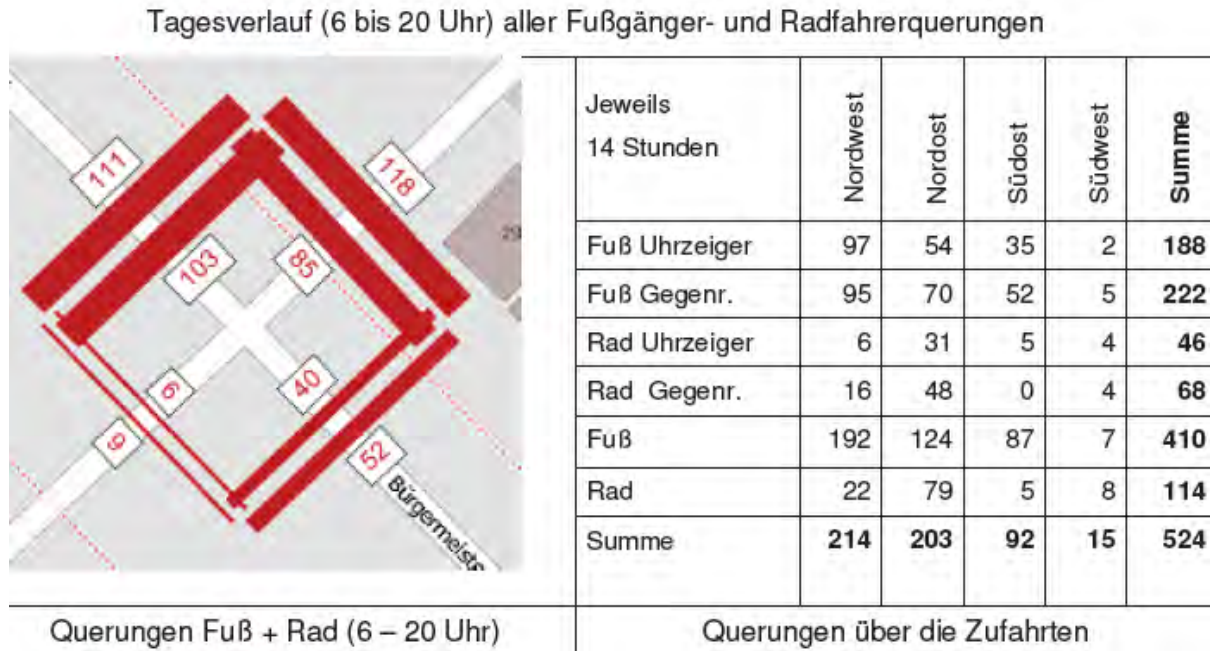 Tagesverlauf (6 bis 20 Uhr) aller Fußgänger- und Radfahrerquerungen
111
118
103
85
6
40
9
52
Bürgermeiste
29
Jeweils
14 Stunden
Nordwest Nordost Südost Südwest Summe
Fuß Uhrzeiger 97 54 35 2 188
Fuß Gegenr. 95 70 52 5 222
Rad Uhrzeiger 6 31 5 4 46
Rad Gegenr. 16 48 0 4 68
Fuß 192 124 87 7 410
Rad 22 79 5 8 114
Summe 214 203 92 15 524
Querungen Fuß + Rad (6 – 20 Uhr)
Querungen über die Zufahrten